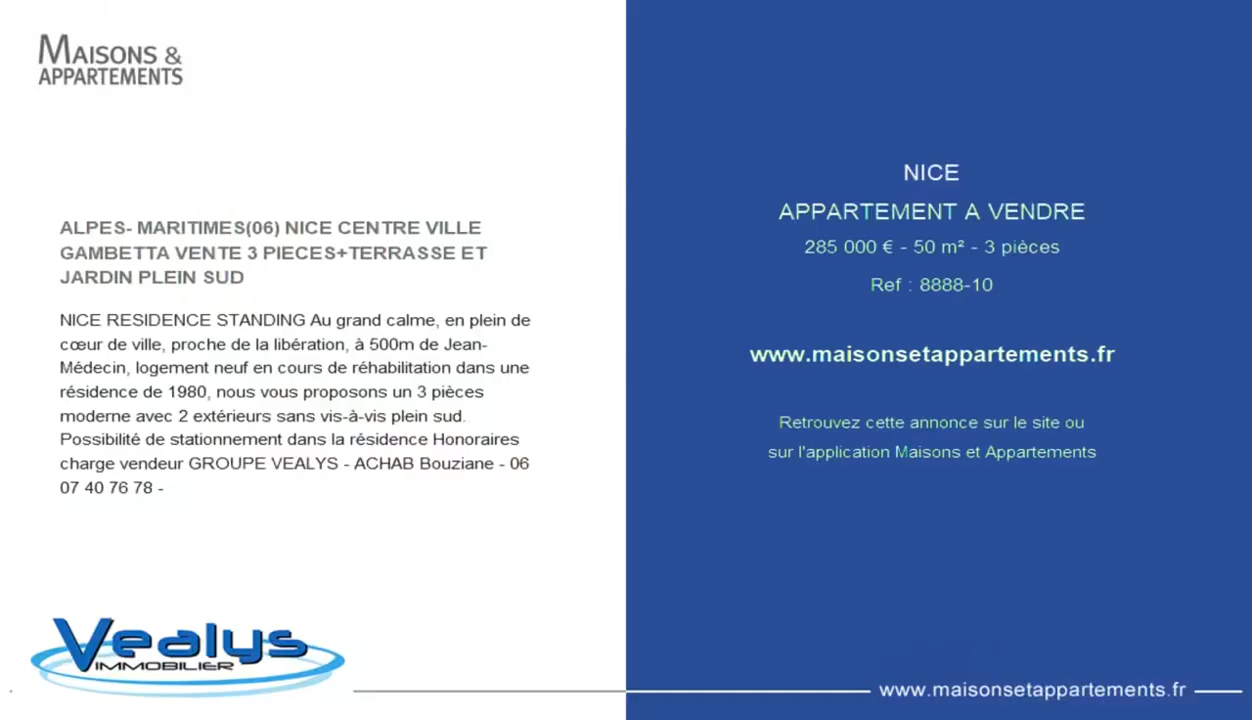 MAISONS &
APPARTEMENTS
ALPES- MARITIMES(06) NICE CENTRE VILLE
GAMBETTA VENTE 3 PIECES+TERRASSE ET
JARDIN PLEIN SUD
NICE RESIDENCE STANDING Au grand calme, en plein de
cœur de ville, proche de la libération, à 500m de Jean-
Médecin, logement neuf en cours de réhabilitation dans une
résidence de 1980, nous vous proposons un 3 pièces
moderne avec 2 extérieurs sans vis-à-vis plein sud.
Possibilité de stationnement dans la résidence Honoraires
charge vendeur GROUPE VEALYS - ACHAB Bouziane - 06
07 40 76 78 -
Vealys
IMMOBILIER
NICE
APPARTEMENT A VENDRE
285 000 € - 50 m² - 3 pièces
Ref : 8888-10
www.maisonsetappartements.fr
Retrouvez cette annonce sur le site ou
sur l'application Maisons et Appartements
www.maisonsetappartements.fr